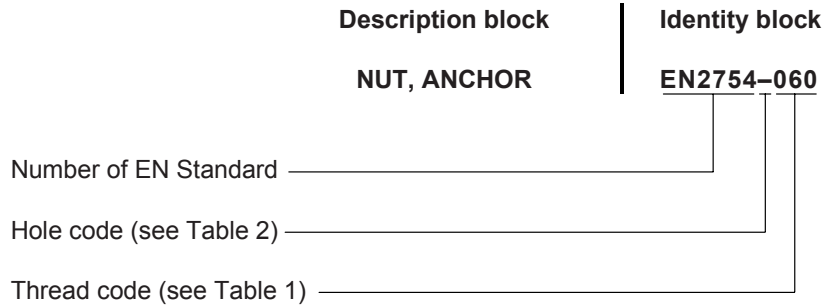 Description block Identity block
NUT, ANCHOR EN2754–060
Number of EN Standard
Hole code (see Table 2)
Thread code (see Table 1)